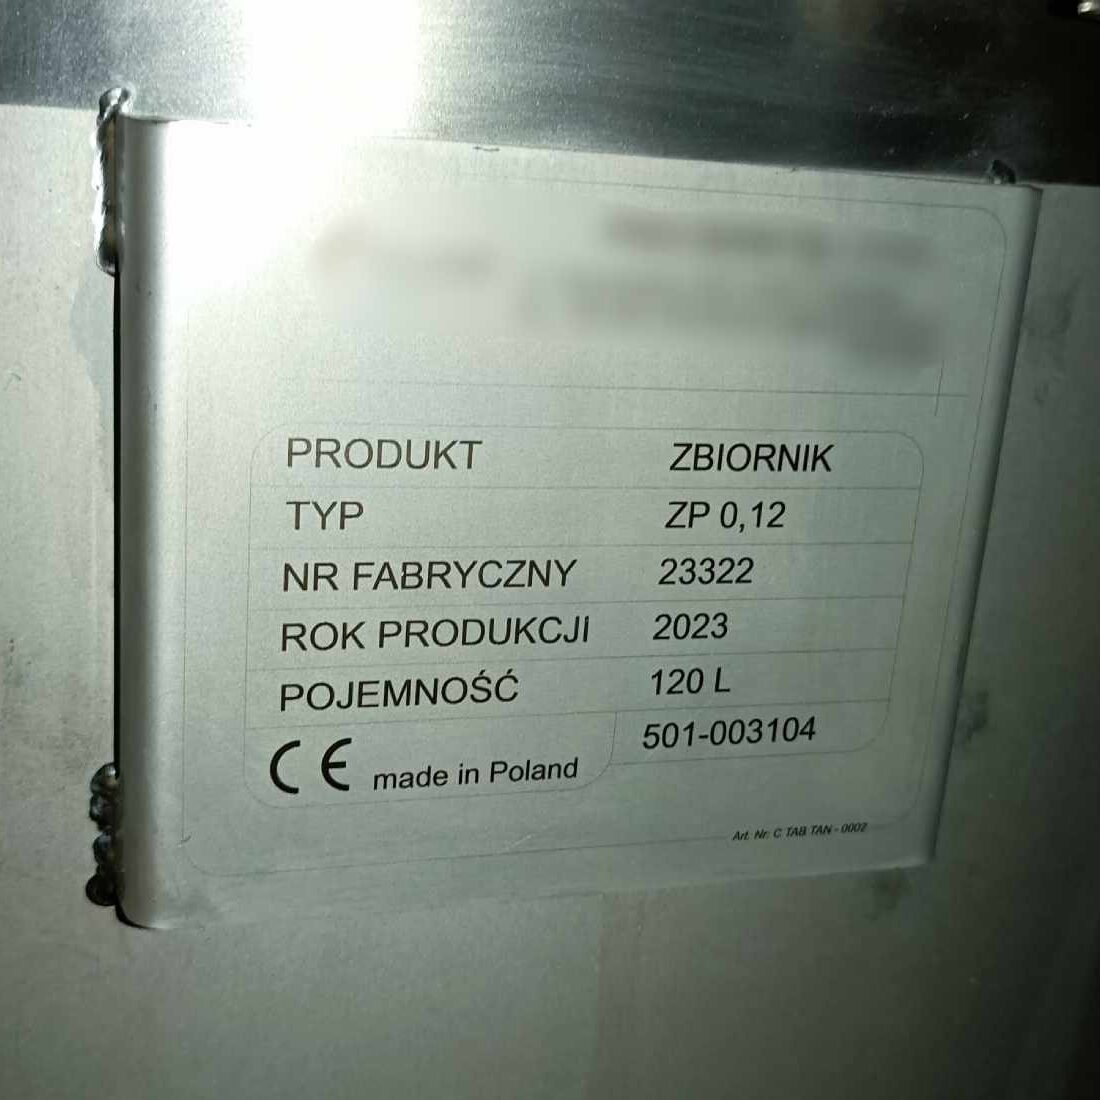 PRODUKT ZBIORNIK
TYP ZP 0,12
NR FABRYCZNY 23322
ROK PRODUKCJI 2023
POJEMNOŚĆ 120 L
CE made in Poland 501-003104
Art. Nr. C TAB TAN - 0002